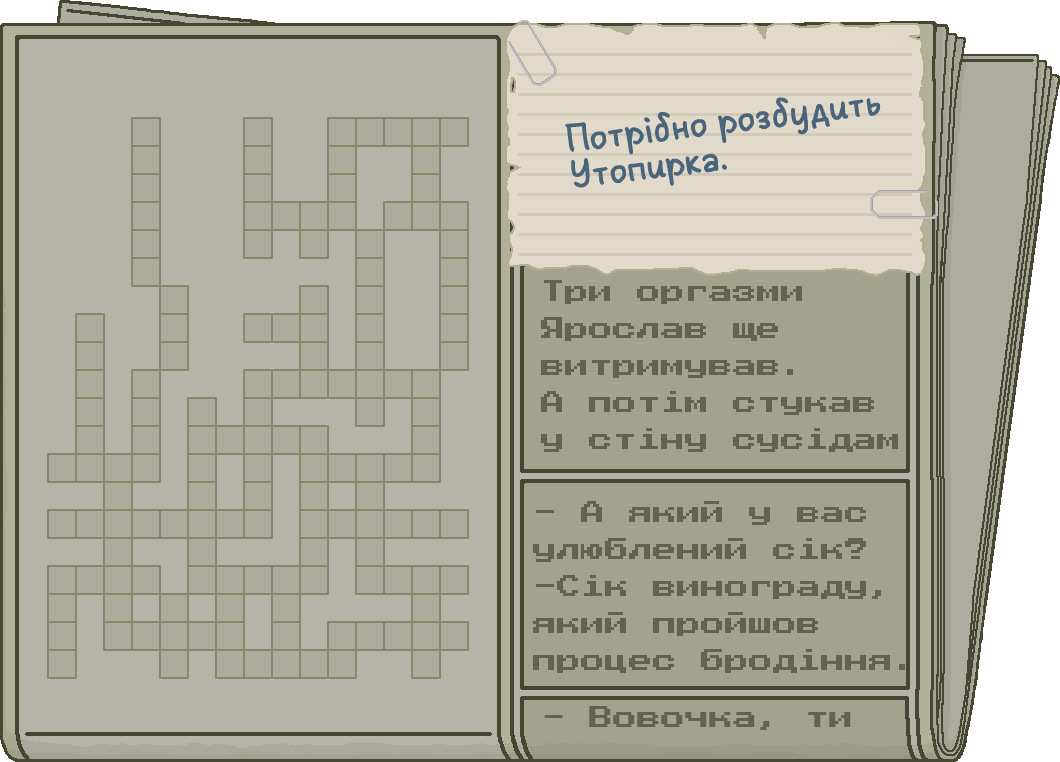 Потрібно розбудить
Утопирка.
Три оргазми
Ярослав ще
витримував.
А потім стукав
у стіну сусідам
- А який у вас
улюблений сік?
-Сік винограду,
який пройшов
процес бродіння.
- Вовочка, ти